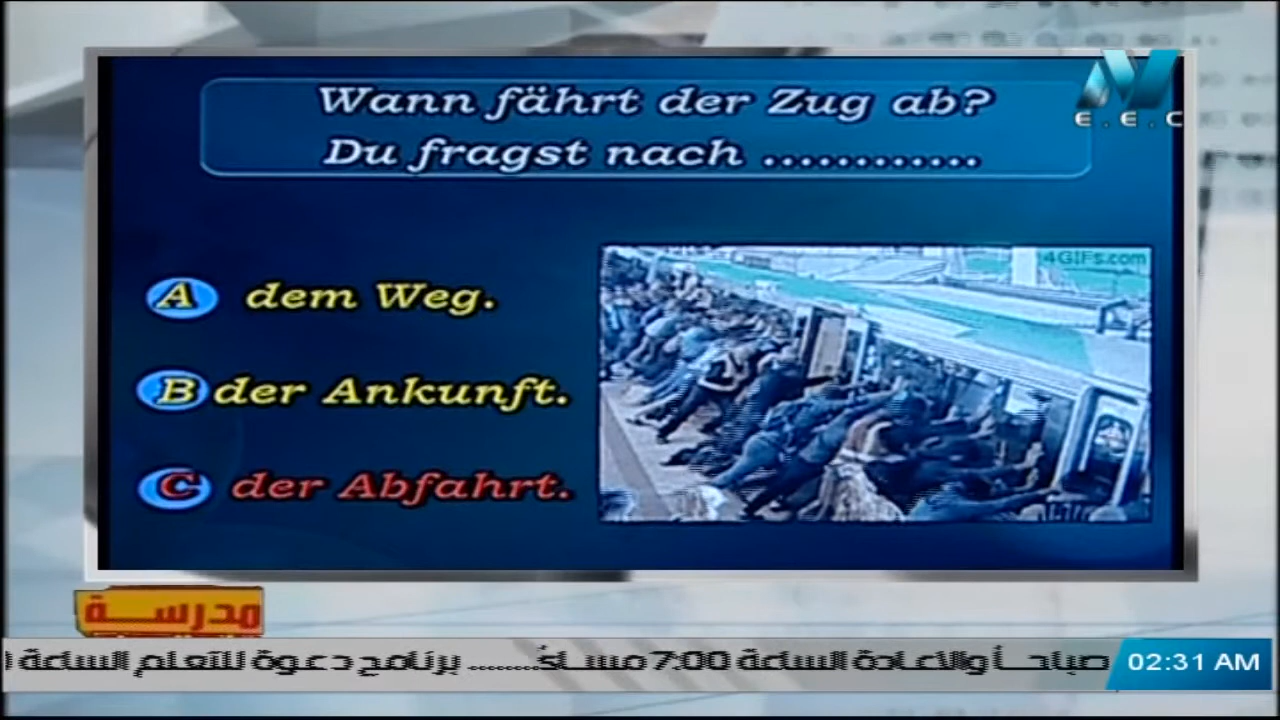 Wann fährt der Zug ab?
Du fragst nach ............
E.E.C
A dem Weg.
4GIFs.com
B der Ankunft.
C der Abfahrt.
مدرسة
صباحاً والاعادة الساعة 7:00 مساءً........ برنامج دعوة للتعلم الساعة
02:31 AM